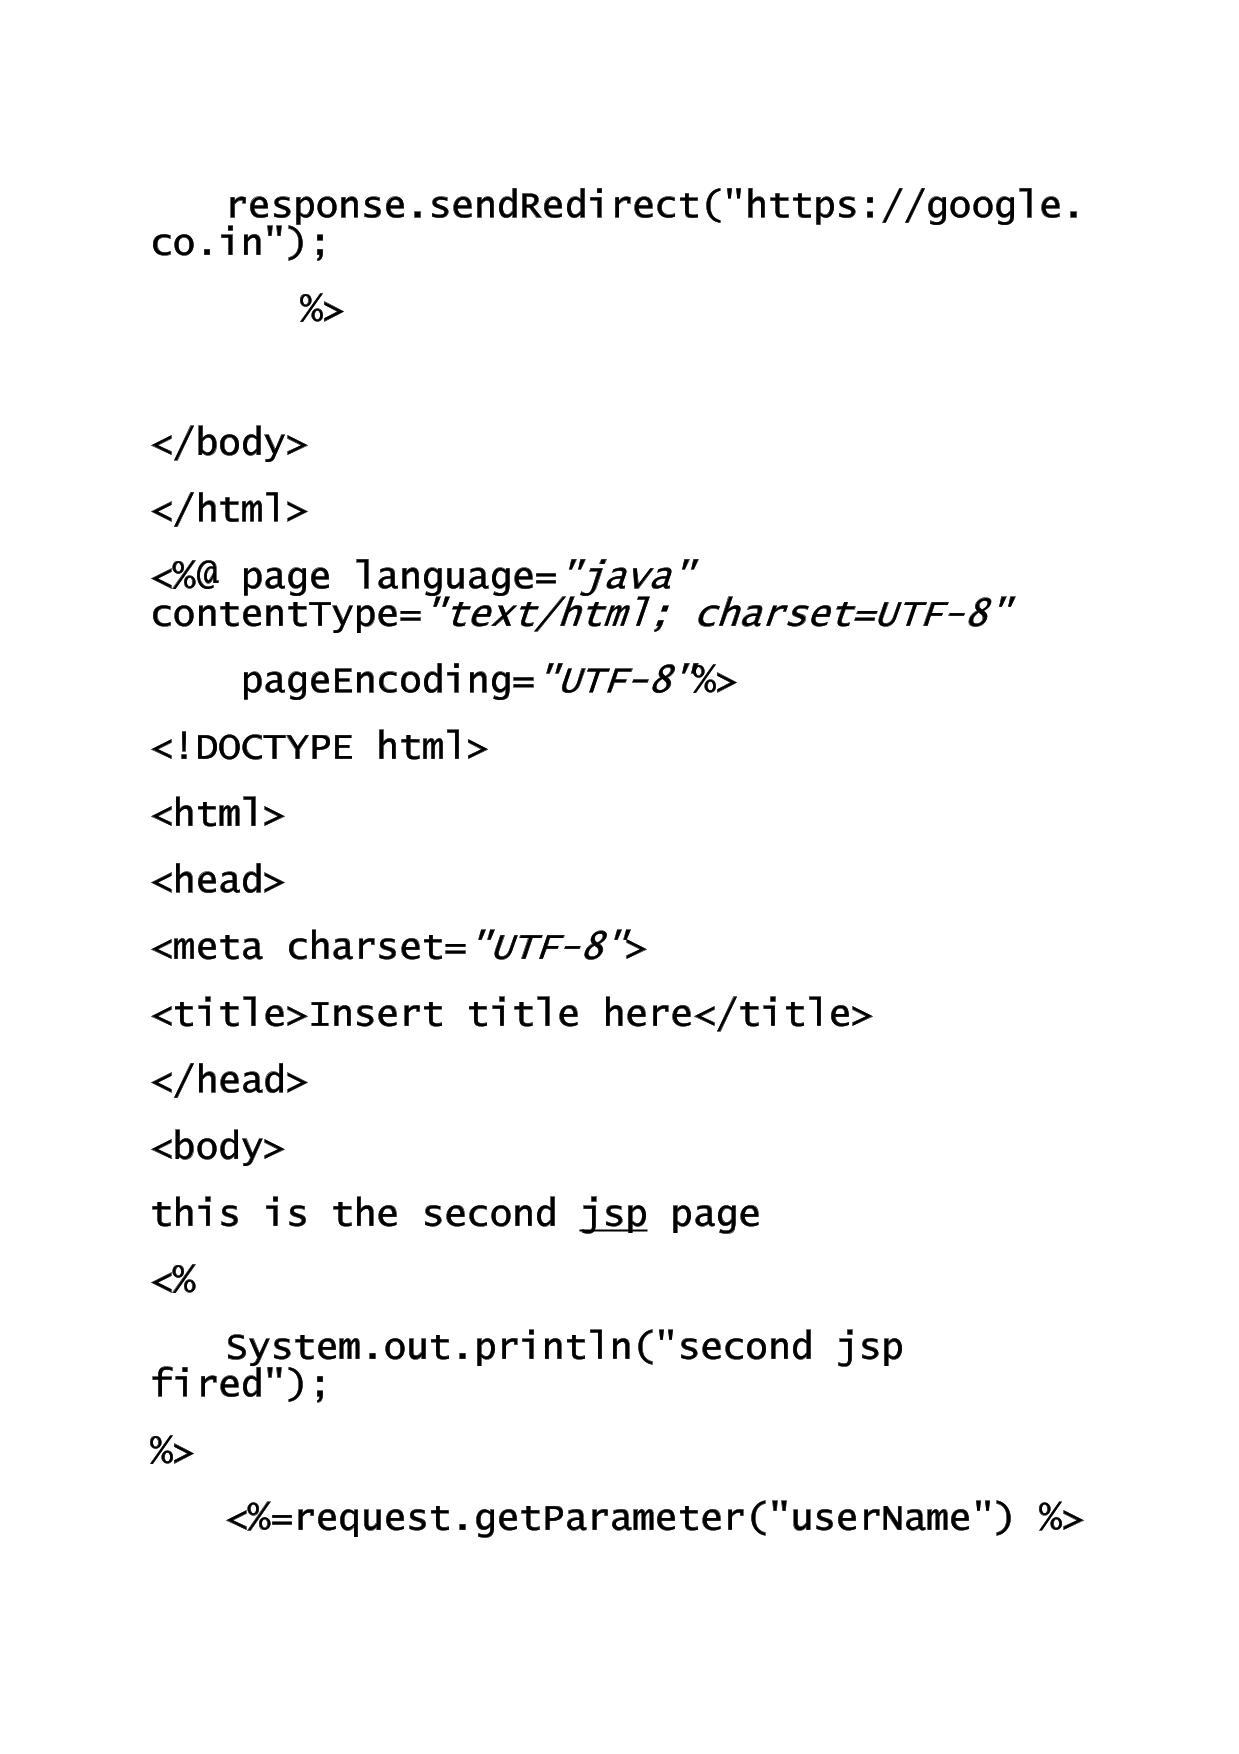 response.sendRedirect("https://google.
co.in");
%>
</body>
</html>
<%@ page language="java"
contentType="text/html; charset=UTF-8"
pageEncoding="UTF-8"%>
<!DOCTYPE html>
<html>
<head>
<meta charset="UTF-8">
<title>Insert title here</title>
</head>
<body>
this is the second jsp page
<%
System.out.println("second jsp
fired");
%>
<%=request.getParameter("userName") %>